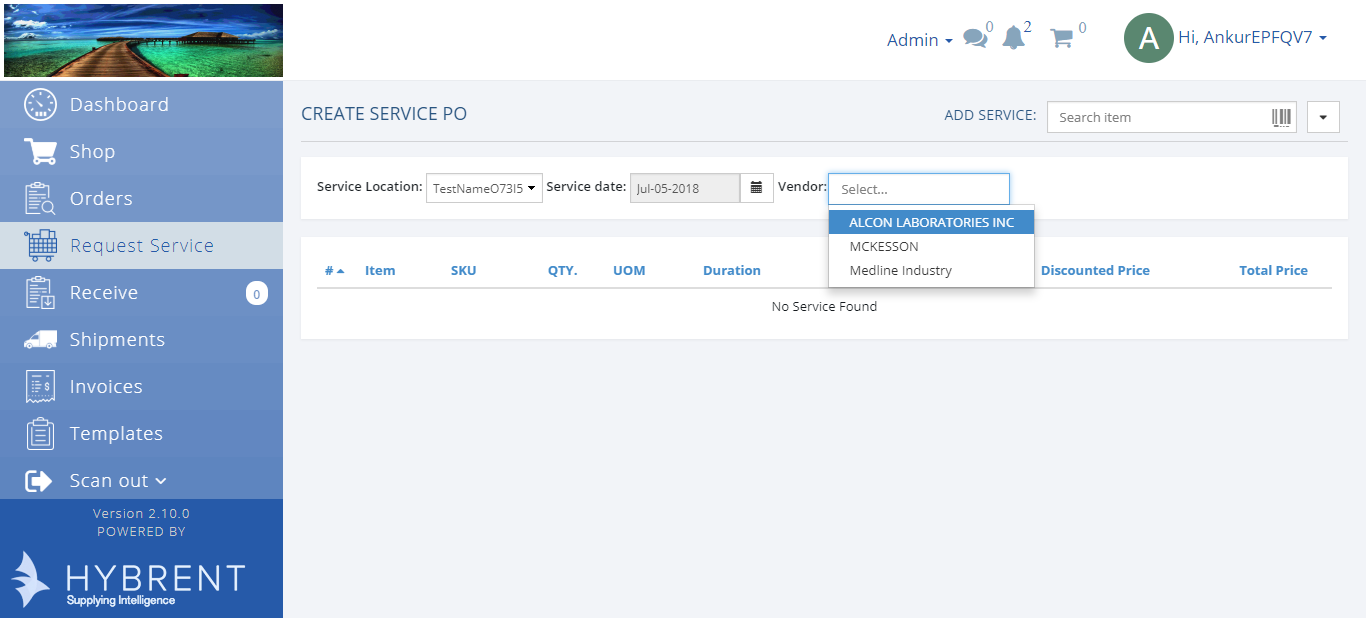 Admin 0 2 0 A Hi, AnkurEPFQV7
Dashboard
Shop
Orders
Request Service
Receive 0
Shipments
Invoices
Templates
Scan out
Version 2.10.0
POWERED BY
HYBRENT
Supplying Intelligence
CREATE SERVICE PO ADD SERVICE: Search item
Service Location: TestNameO73I5 Service date: Jul-05-2018 Vendor: Select...
ALCON LABORATORIES INC
MCKESSON
Medline Industry
# Item SKU QTY. UOM Duration Discounted Price Total Price
No Service Found